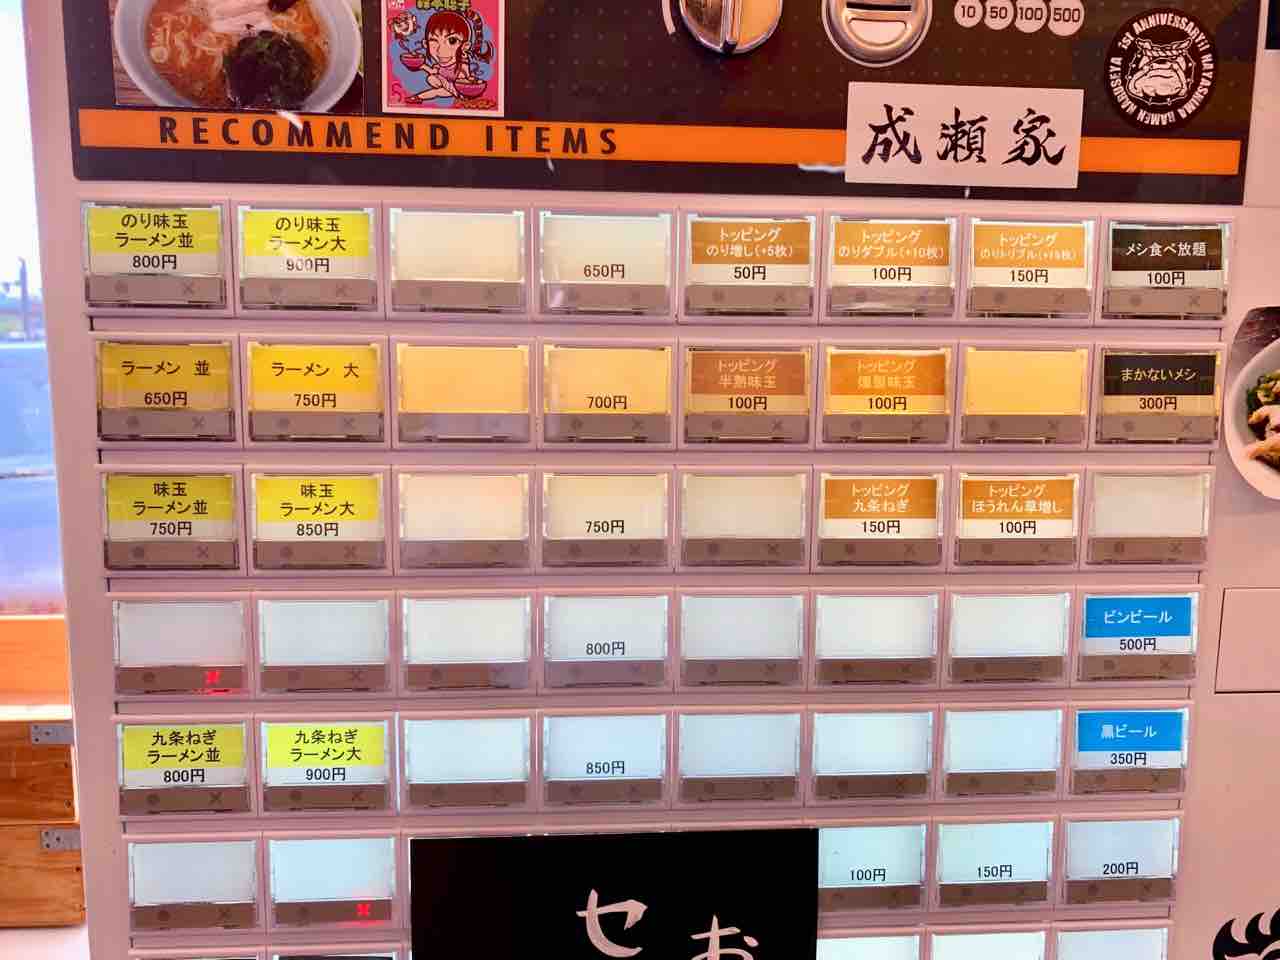 10 50 100 500
1ST ANNIVERSARY!!
RECOMMEND ITEMS
成瀬家
のり味玉
ラーメン並
800円
のり味玉
ラーメン大
900円
650円
トッピング
のり増し(+5枚)
50円
トッピング
のりダブル(+10枚)
100円
トッピング
のりトリプル(+15枚)
150円
メシ食べ放題
100円
ラーメン 並
650円
ラーメン 大
750円
700円
トッピング
半熟味玉
100円
トッピング
燻製味玉
100円
まかないメシ
300円
味玉
ラーメン並
750円
味玉
ラーメン大
850円
750円
トッピング
九条ねぎ
150円
トッピング
ほうれん草増し
100円
800円
ビンビール
500円
九条ねぎ
ラーメン並
800円
九条ねぎ
ラーメン大
900円
850円
黒ビール
350円
100円
150円
200円
セ
お